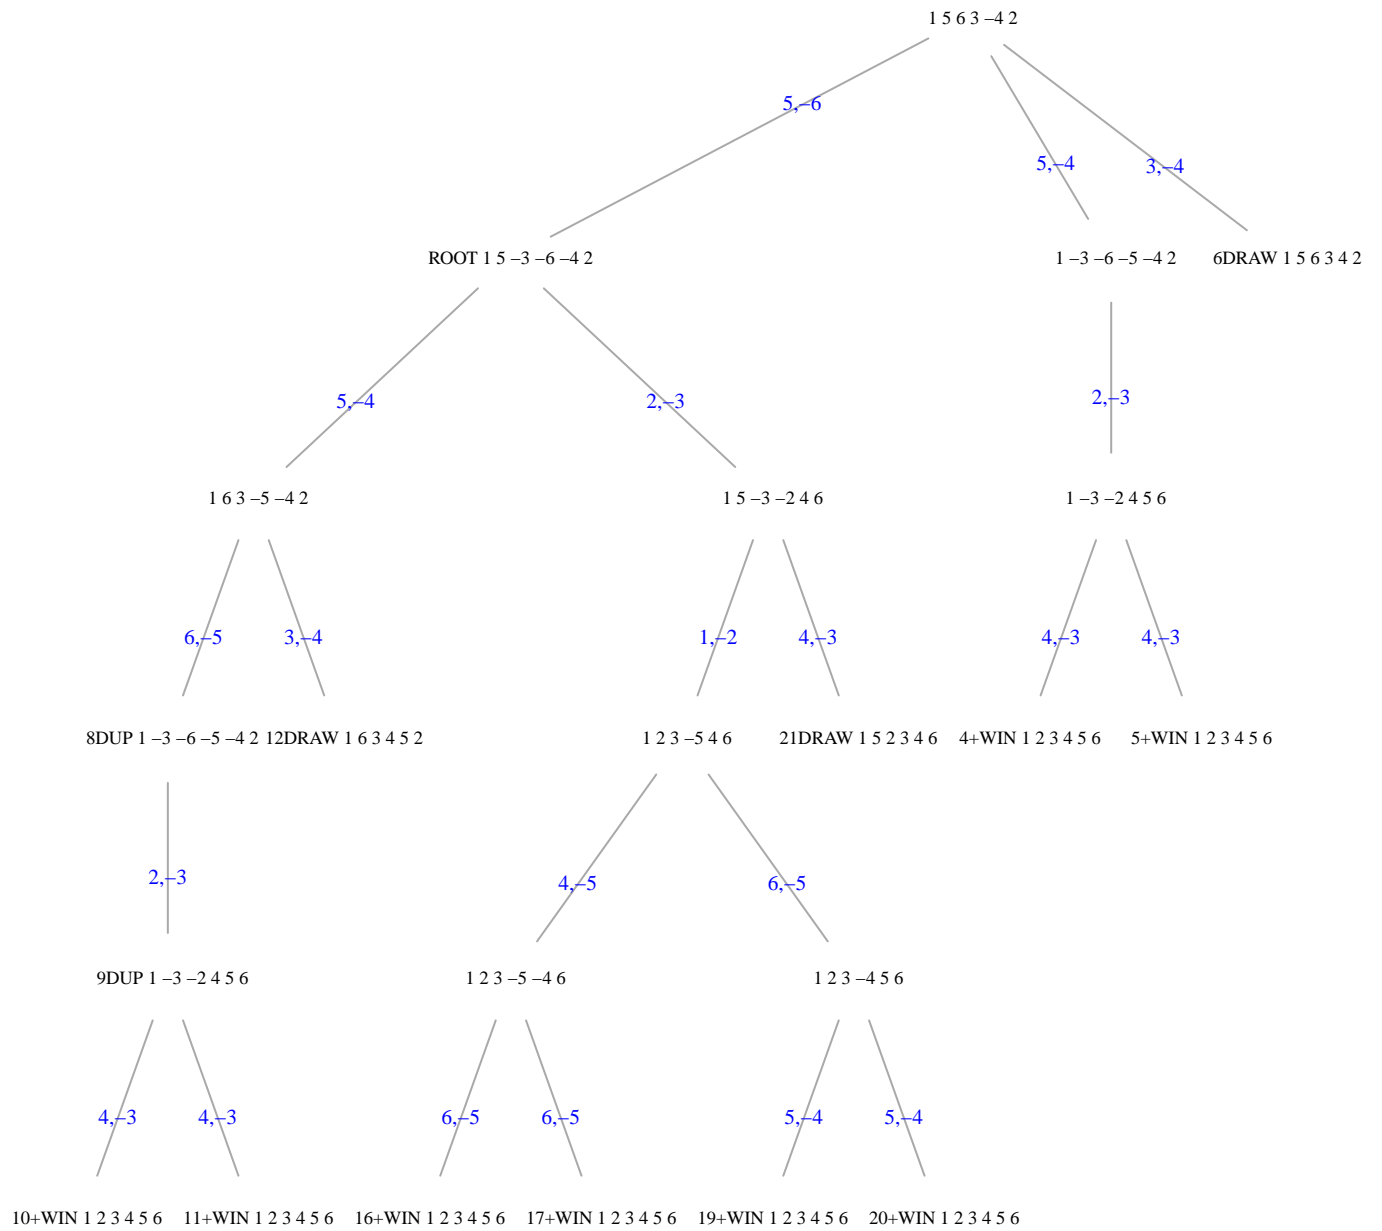 1 5 6 3 –4 2
5,–6
5,–4
3,–4
ROOT 1 5 –3 –6 –4 2
1 –3 –6 –5 –4 2
6DRAW 1 5 6 3 4 2
5,–4
2,–3
2,–3
1 6 3 –5 –4 2
1 5 –3 –2 4 6
1 –3 –2 4 5 6
6,–5
3,–4
1,–2
4,–3
4,–3
4,–3
8DUP 1 –3 –6 –5 –4 2
12DRAW 1 6 3 4 5 2
1 2 3 –5 4 6
21DRAW 1 5 2 3 4 6
4+WIN 1 2 3 4 5 6
5+WIN 1 2 3 4 5 6
2,–3
4,–5
6,–5
9DUP 1 –3 –2 4 5 6
1 2 3 –5 –4 6
1 2 3 –4 5 6
4,–3
4,–3
6,–5
6,–5
5,–4
5,–4
10+WIN 1 2 3 4 5 6
11+WIN 1 2 3 4 5 6
16+WIN 1 2 3 4 5 6
17+WIN 1 2 3 4 5 6
19+WIN 1 2 3 4 5 6
20+WIN 1 2 3 4 5 6